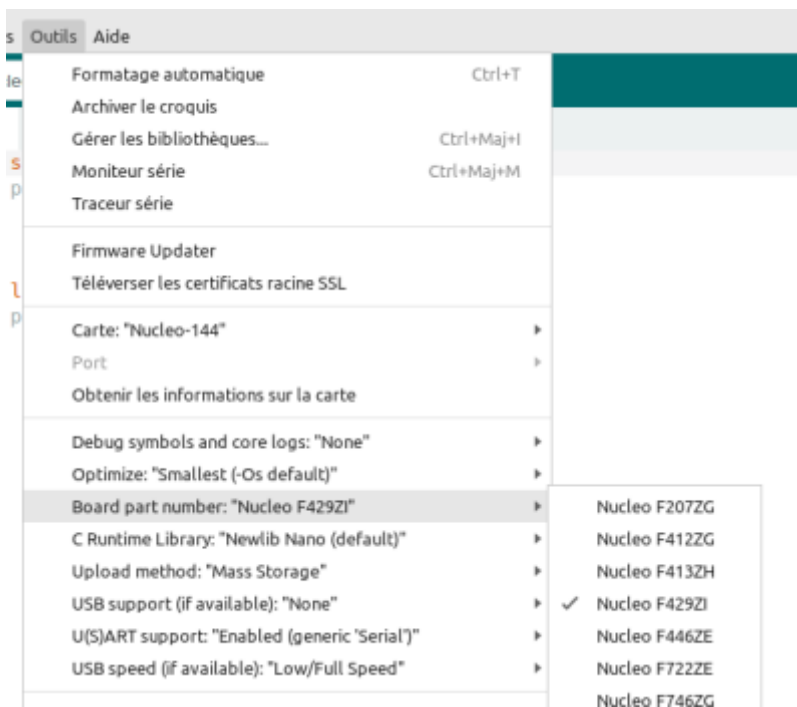 s Outils Aide
de
Formatage automatique Ctrl+T
Archiver le croquis
Gérer les bibliothèques... Ctrl+Maj+I
s
Moniteur série Ctrl+Maj+M
p
Traceur série
Firmware Updater
l
Téléverser les certificats racine SSL
p
Carte: "Nucleo-144"
Port
Obtenir les informations sur la carte
Debug symbols and core logs: "None"
Optimize: "Smallest (-Os default)"
Board part number: "Nucleo F429ZI"
C Runtime Library: "Newlib Nano (default)"
Upload method: "Mass Storage"
USB support (if available): "None"
U(S)ART support: "Enabled (generic 'Serial')"
USB speed (if available): "Low/Full Speed"
Nucleo F207ZG
Nucleo F412ZG
Nucleo F413ZH
✓ Nucleo F429ZI
Nucleo F446ZE
Nucleo F722ZE
Nucleo F746ZG